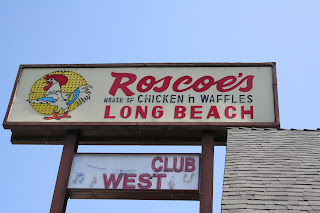 Roscoe's
HOUSE OF CHICKEN n WAFFLES
LONG BEACH
CLUB
WEST